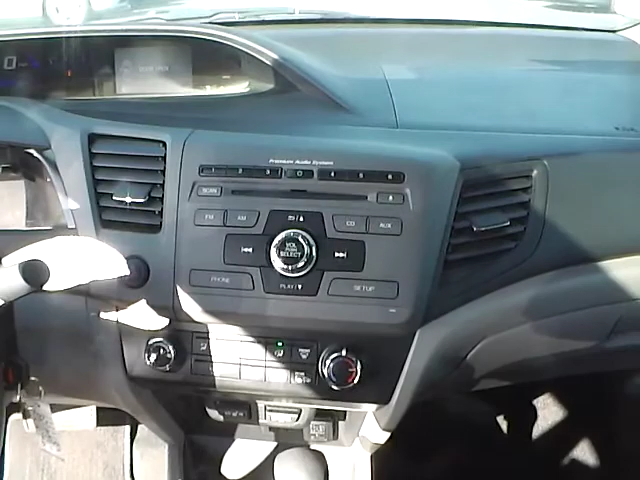 Premium Audio System
1 2 3 4 5 6
SCAN
FM AM CD AUX
VOL
PUSH
SELECT
PHONE PLAY SETUP